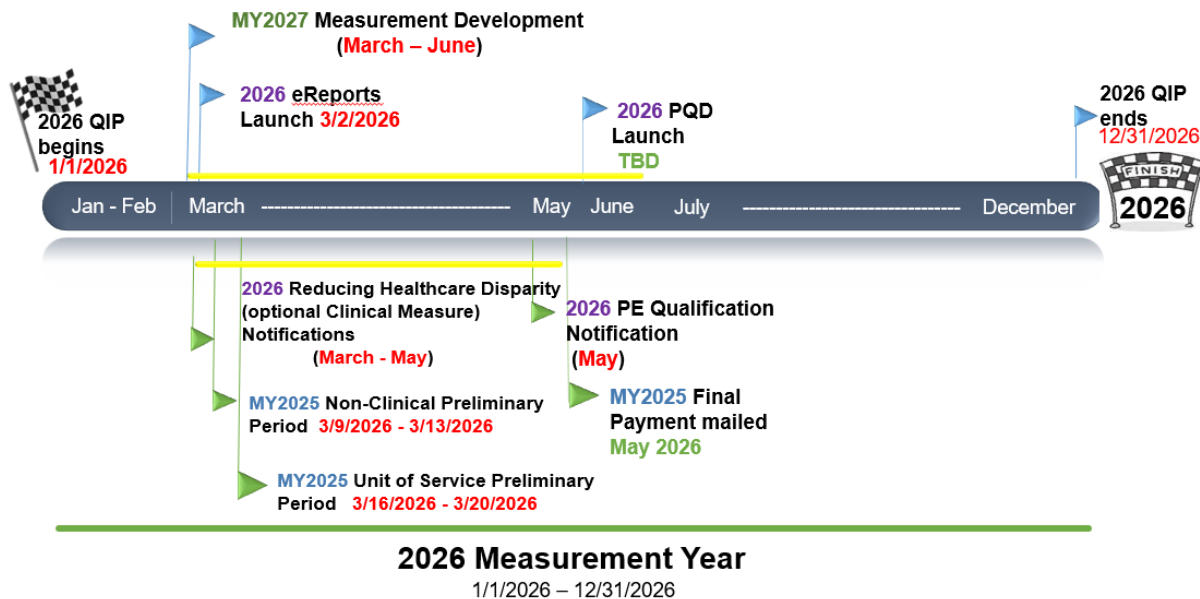 MY2027 Measurement Development
(March – June)
2026 QIP
begins
1/1/2026
2026 eReports
Launch 3/2/2026
2026 PQD
Launch
TBD
2026 QIP
ends
12/31/2026
FINISH
2026
Jan - Feb March ------------------------------ May June July --------------------------- December
2026 Reducing Healthcare Disparity
(optional Clinical Measure)
Notifications
(March - May)
2026 PE Qualification
Notification
(May)
MY2025 Non-Clinical Preliminary
Period 3/9/2026 - 3/13/2026
MY2025 Final
Payment mailed
May 2026
MY2025 Unit of Service Preliminary
Period 3/16/2026 - 3/20/2026
2026 Measurement Year
1/1/2026 – 12/31/2026